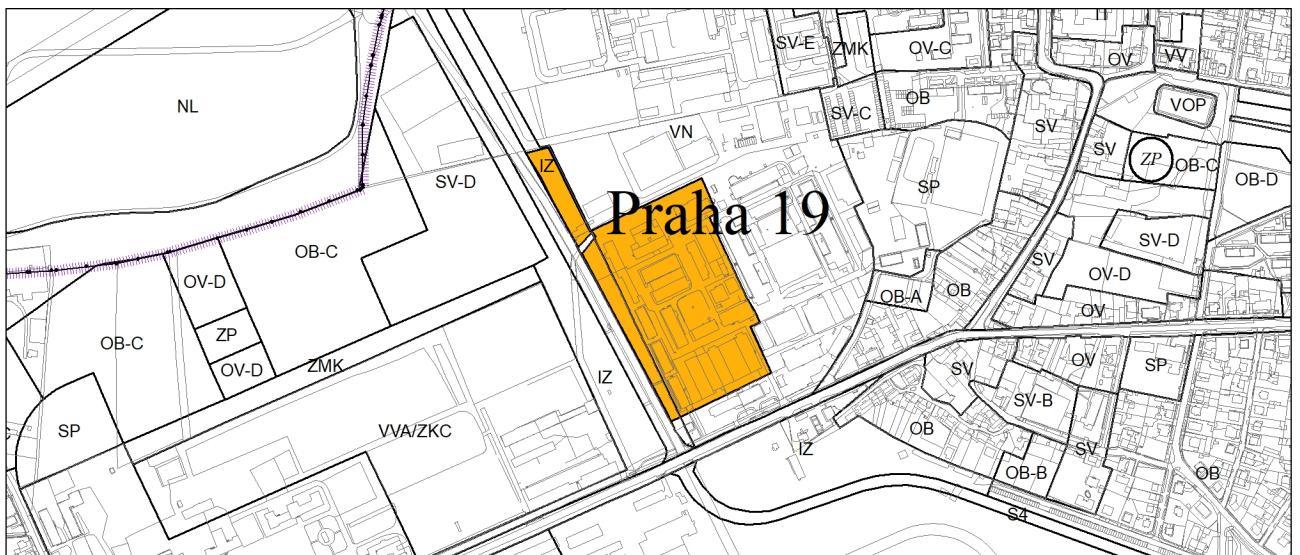 SV-E
ZMK
OV-C
OV
VV
NL
OB
VOP
SV-C
VN
SV
SV
ZP
OB-C
IZ
SP
OB-D
SV-D
Praha 19
SV-D
OB-C
SV
OV-D
OV-D
OB-A
OB
OV
ZP
OB-C
OV-D
ZMK
IZ
SV
OV
SP
SV-B
SP
VVA/ZKC
OB
IZ
SV
OB-B
OB
S4